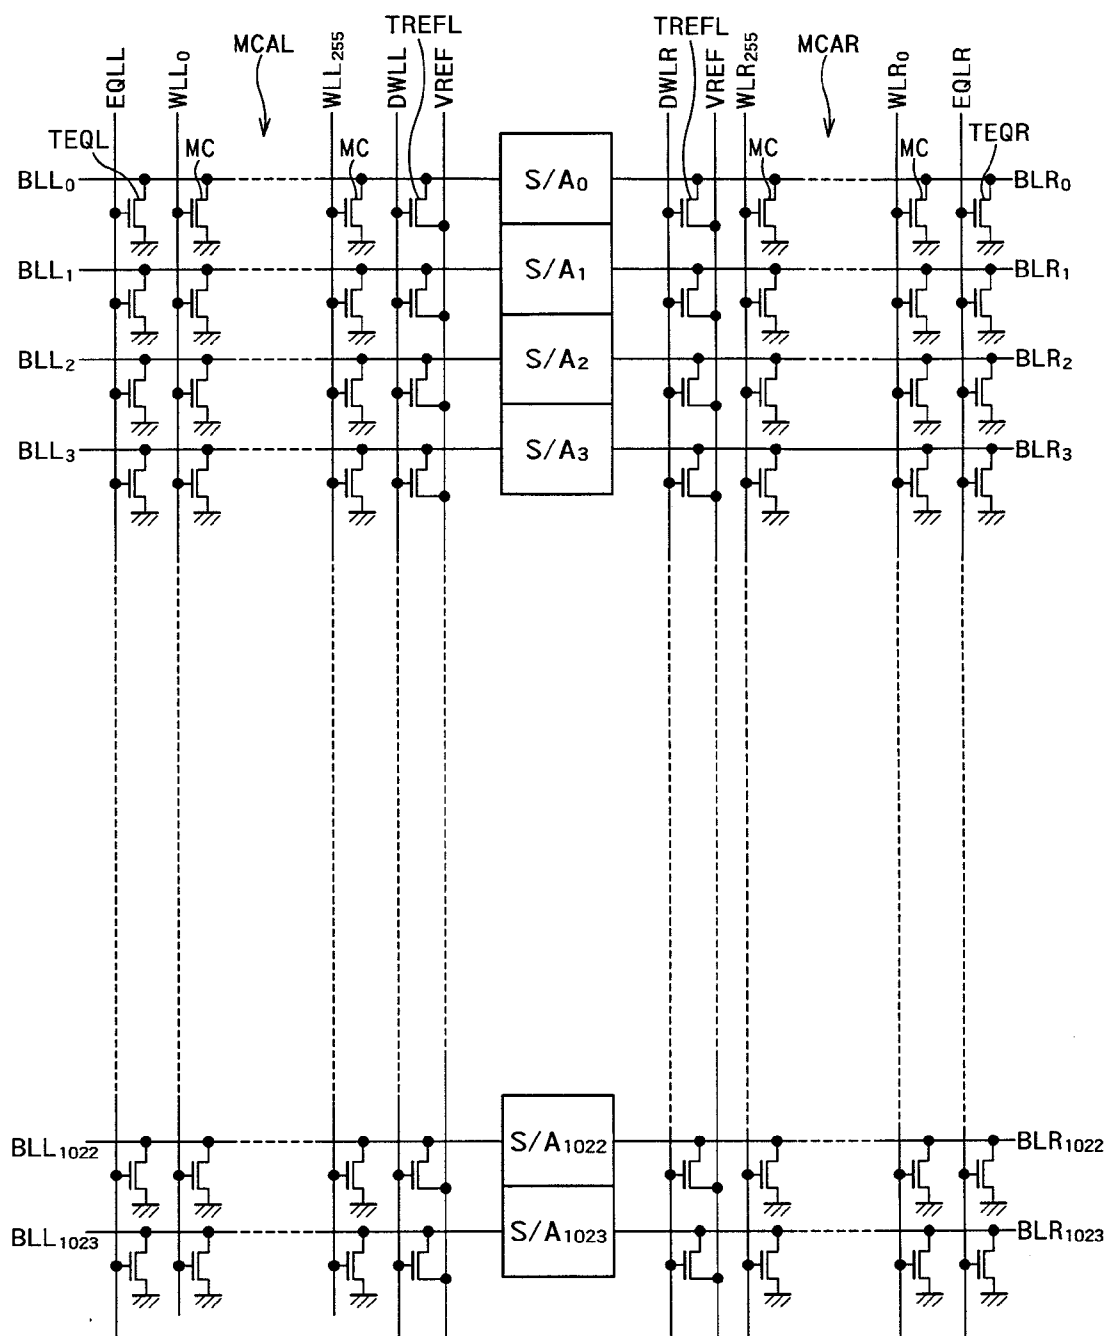 EQLL
WLL0
MCAL
WLL255
TREFL
DWLL
VREF
DWLR
TREFL
VREF
WLR255
MCAR
WLR0
EQLR
TEQL
MC
MC
MC
MC
TEQR
BLL0
S/A0
BLR0
BLL1
S/A1
BLR1
BLL2
S/A2
BLR2
BLL3
S/A3
BLR3
BLL1022
S/A1022
BLR1022
BLL1023
S/A1023
BLR1023